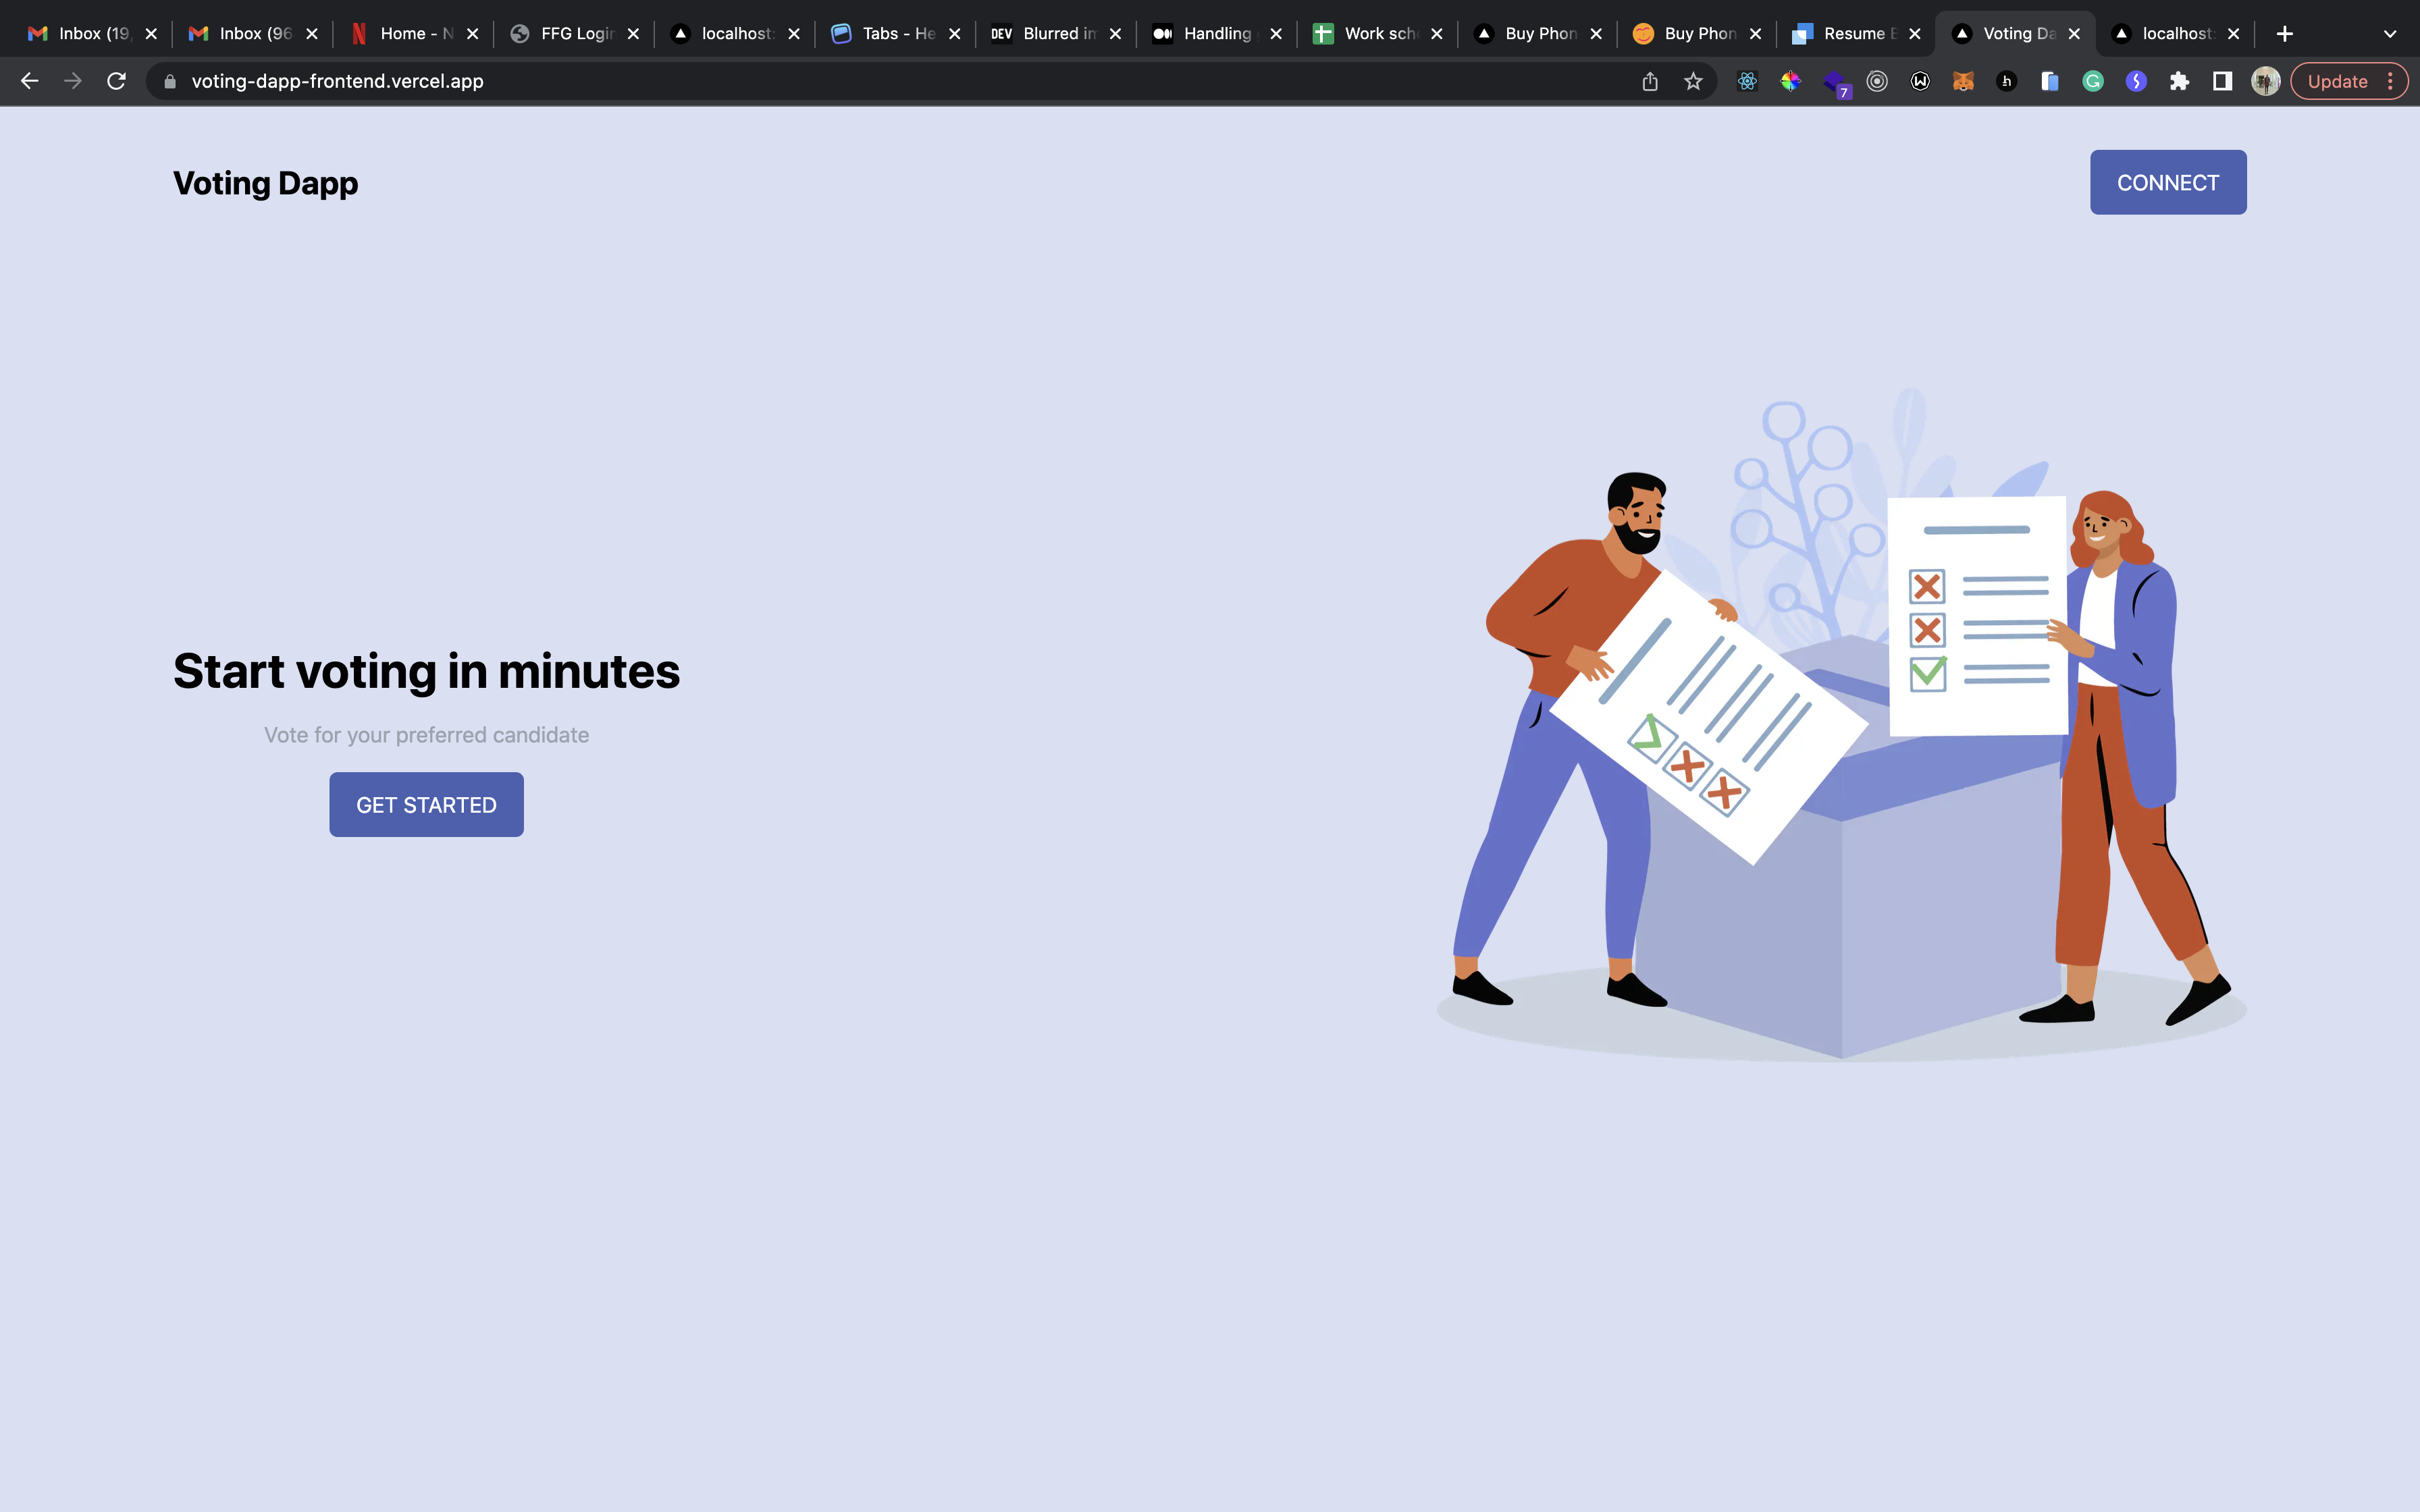 Inbox (19,
Inbox (96
Home - N
FFG Login
localhost:
Tabs - He
DEV
Blurred im
Handling
Work sche
Buy Phon
Buy Phon
Resume B
Voting Da
localhost:
voting-dapp-frontend.vercel.app
7
Update
Voting Dapp
CONNECT
Start voting in minutes
Vote for your preferred candidate
GET STARTED